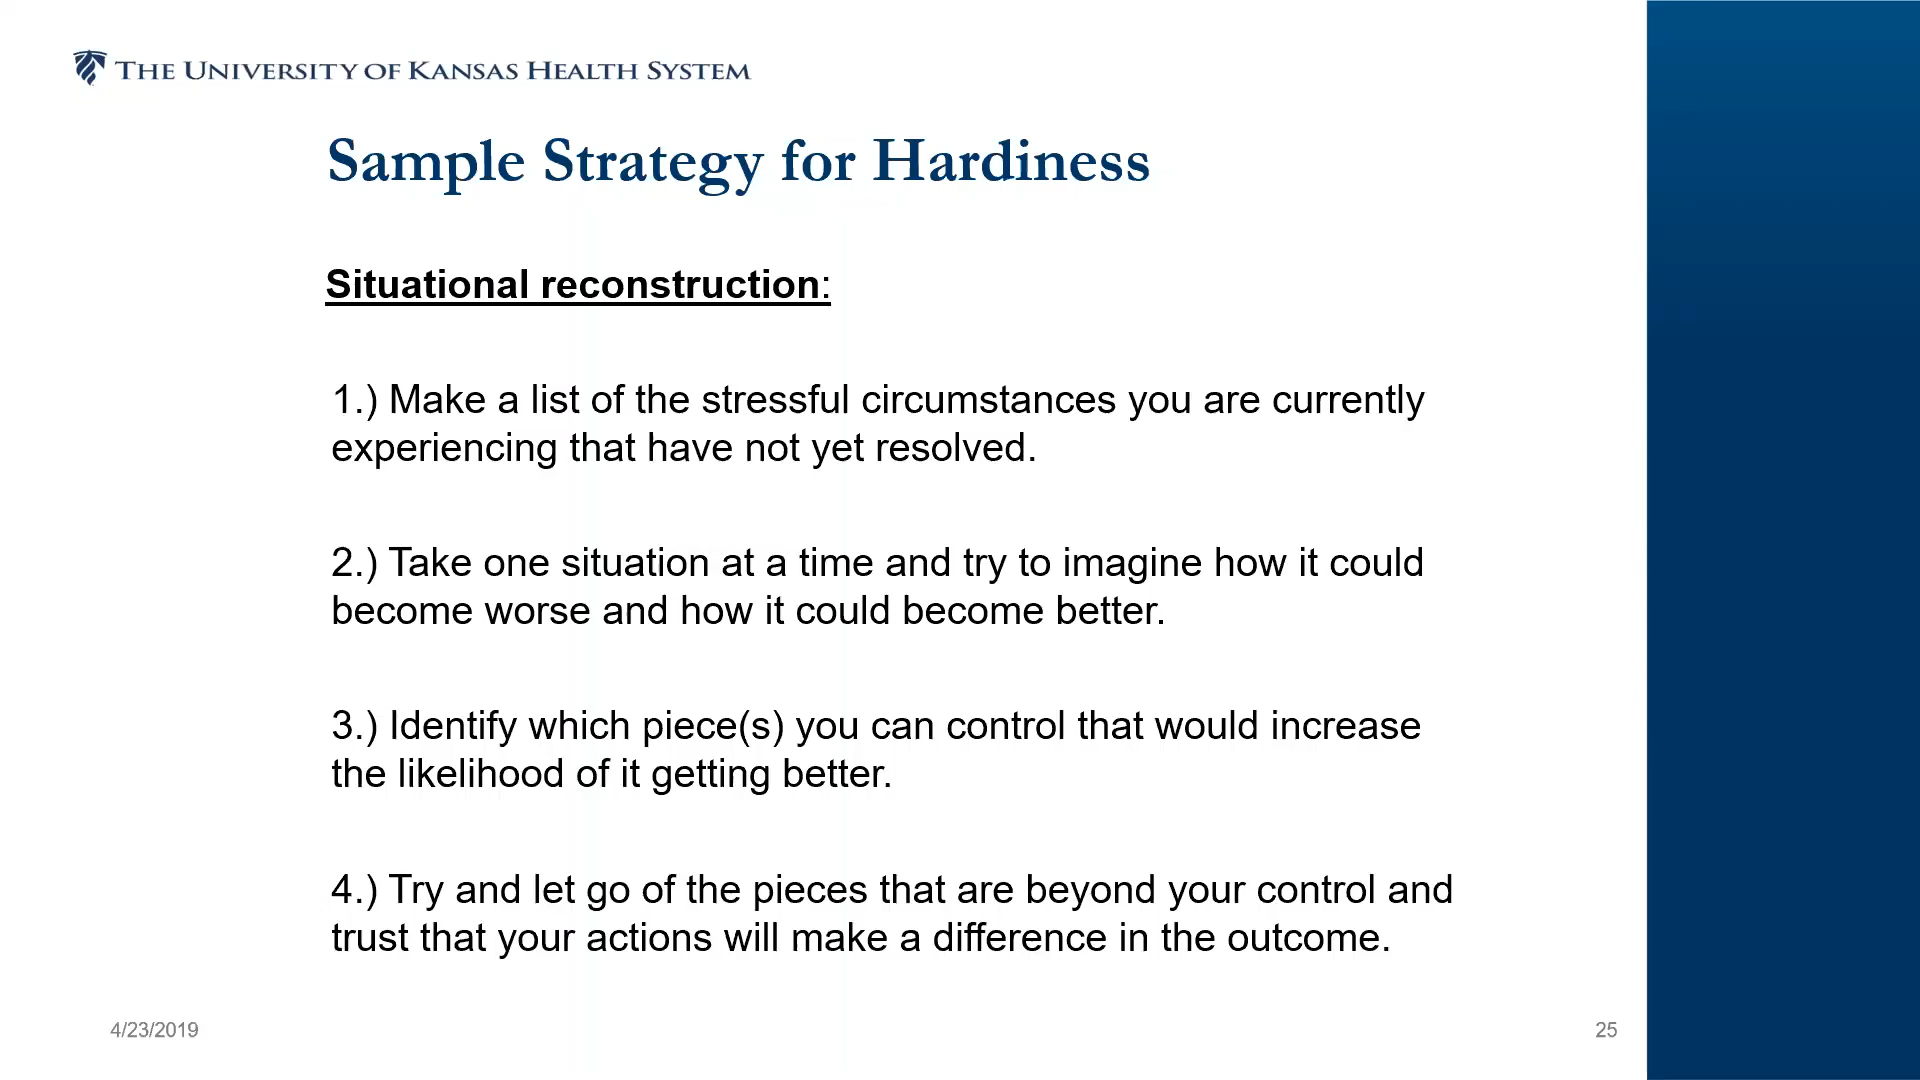 THE UNIVERSITY OF KANSAS HEALTH SYSTEM
Sample Strategy for Hardiness
Situational reconstruction:
1.) Make a list of the stressful circumstances you are currently
experiencing that have not yet resolved.
2.) Take one situation at a time and try to imagine how it could
become worse and how it could become better.
3.) Identify which piece(s) you can control that would increase
the likelihood of it getting better.
4.) Try and let go of the pieces that are beyond your control and
trust that your actions will make a difference in the outcome.
4/23/2019
25